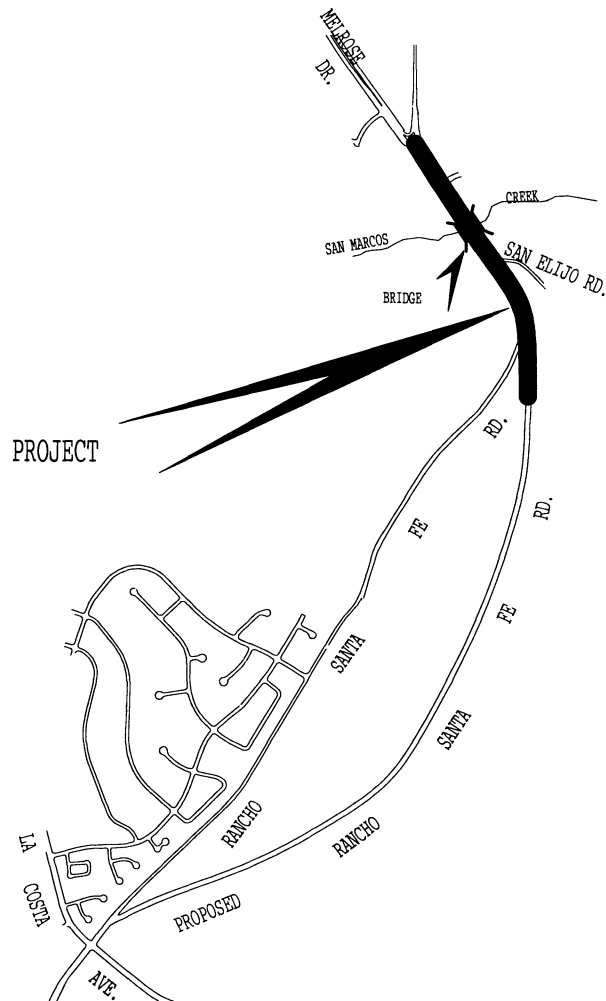 MELROSE
DR.
CREEK
SAN MARCOS
SAN ELIJO RD.
BRIDGE
PROJECT
RANCHO SANTA FE RD.
PROPOSED RANCHO SANTA FE RD.
LA COSTA AVE.